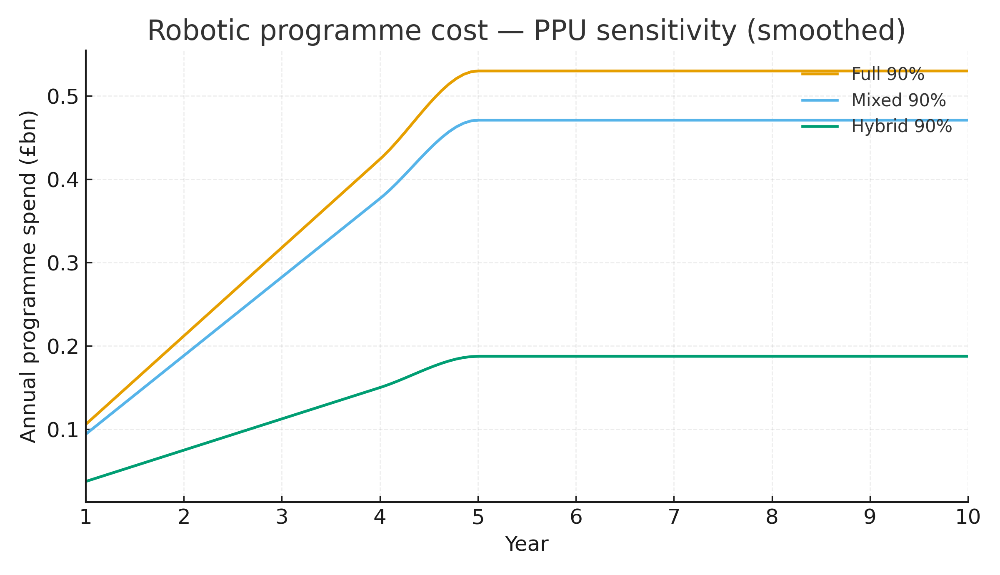 Robotic programme cost — PPU sensitivity (smoothed)
Annual programme spend (£bn)
0.5
0.4
0.3
0.2
0.1
Full 90%
Mixed 90%
Hybrid 90%
1 2 3 4 5 6 7 8 9 10
Year